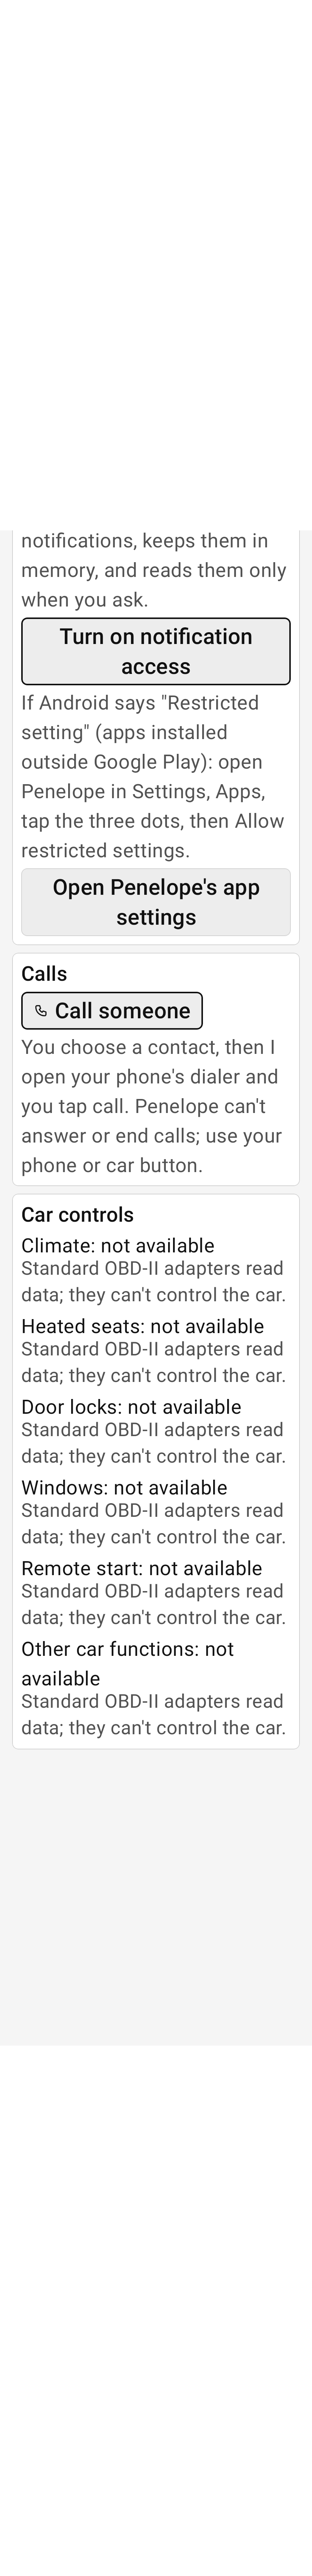 notifications, keeps them in
memory, and reads them only
when you ask.
Turn on notification
access
If Android says "Restricted
setting" (apps installed
outside Google Play): open
Penelope in Settings, Apps,
tap the three dots, then Allow
restricted settings.
Open Penelope's app
settings
Calls
Call someone
You choose a contact, then I
open your phone's dialer and
you tap call. Penelope can't
answer or end calls; use your
phone or car button.
Car controls
Climate: not available
Standard OBD-II adapters read
data; they can't control the car.
Heated seats: not available
Standard OBD-II adapters read
data; they can't control the car.
Door locks: not available
Standard OBD-II adapters read
data; they can't control the car.
Windows: not available
Standard OBD-II adapters read
data; they can't control the car.
Remote start: not available
Standard OBD-II adapters read
data; they can't control the car.
Other car functions: not
available
Standard OBD-II adapters read
data; they can't control the car.